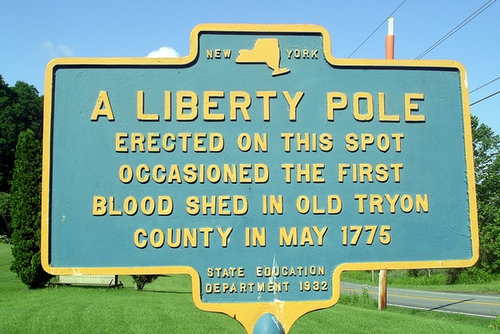 NEW YORK
A LIBERTY POLE
ERECTED ON THIS SPOT
OCCASIONED THE FIRST
BLOOD SHED IN OLD TRYON
COUNTY IN MAY 1775
STATE EDUCATION
DEPARTMENT 1932